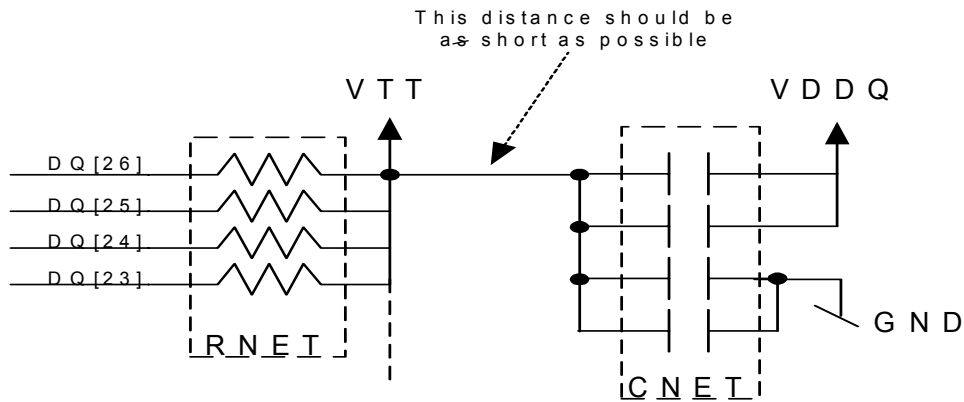 This distance should be
as short as possible
VTT
VDDQ
DQ[26]
DQ[25]
DQ[24]
DQ[23]
GND
RNET
CNET